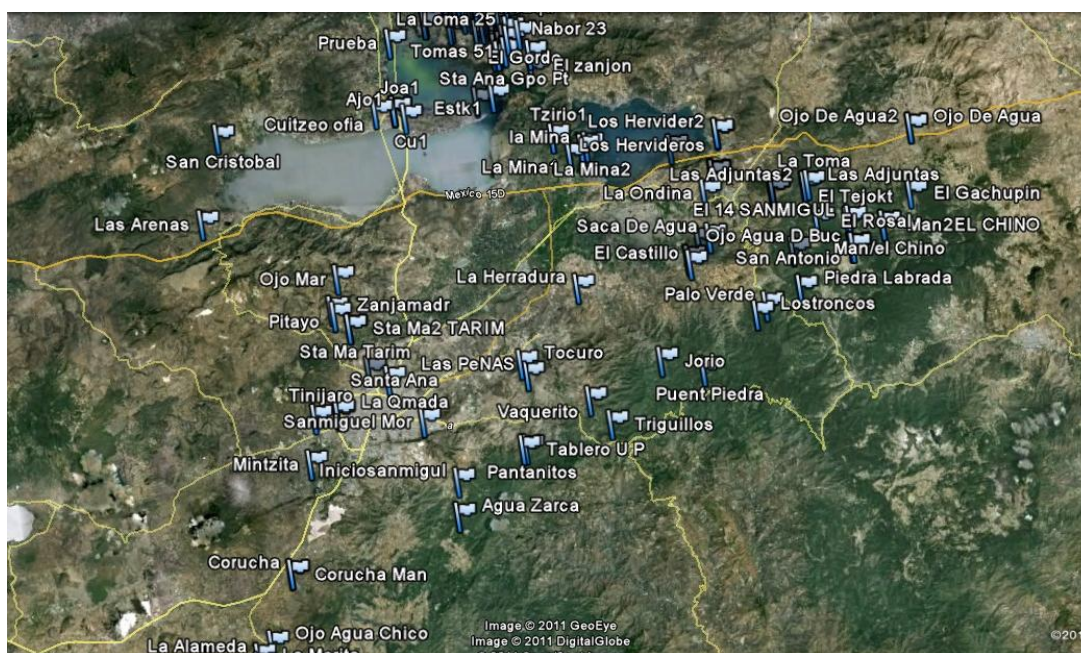 La Loma 25
Nabor 23
Prueba
Tomas 51
El Gordo
El zanjon
Sta Ana Gpo Pt
Joa1
Ajo1
Estk1
Cuitzeo ofia
Cu1
Tzirio1
Los Hervider2
Ojo De Agua2
Ojo De Agua
la Mina
Los Hervideros
San Cristobal
La Mina
La Mina2
La Toma
Las Adjuntas2
Las Adjuntas
Mexico 15D
La Ondina
El Tejokt
El Gachupin
El 14 SANMIGUL
El Rosal
Man2EL CHINO
Las Arenas
Saca De Agua
Ojo Agua D Buc
Man/el Chino
El Castillo
San Antonio
Ojo Mar
La Herradura
Piedra Labrada
Palo Verde
Lostroncos
Zanjamadr
Pitayo
Sta Ma2 TARIM
Sta Ma Tarim
Las PeNAS
Tocuro
Jorio
Santa Ana
Puent Piedra
Tinijaro
La Qmada
Vaquerito
Sanmiguel Mor
Triguillos
Tablero U P
Mintzita
Iniciosanmigul
Pantanitos
Agua Zarca
Corucha
Corucha Man
Ojo Agua Chico
La Alameda
Image © 2011 GeoEye
Image © 2011 DigitalGlobe